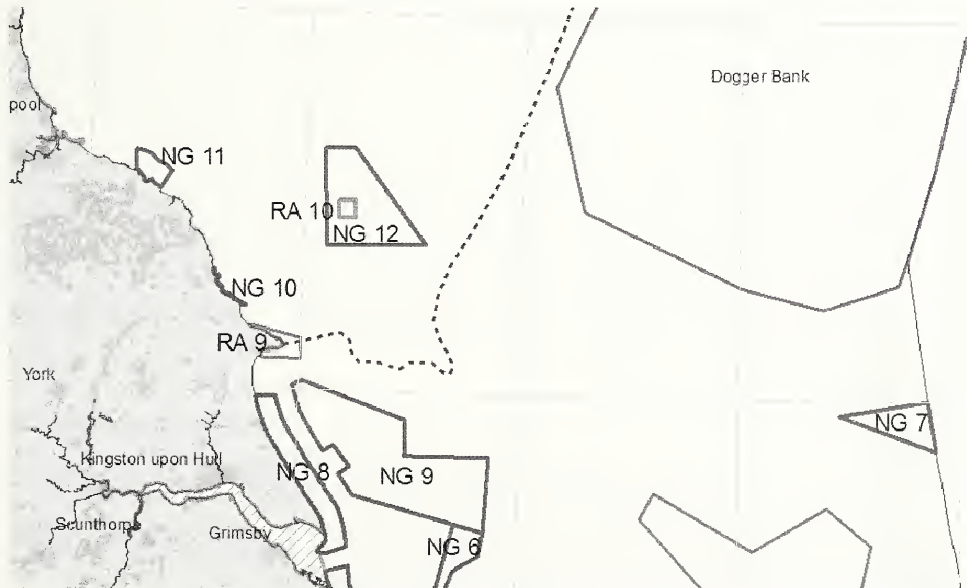 Dogger Bank
pool
NG 11
RA 10
NG 12
NG 10
RA 9
York
NG 7
Kingston upon Hull
NG 8
NG 9
Scunthorpe
Grimsby
NG 6